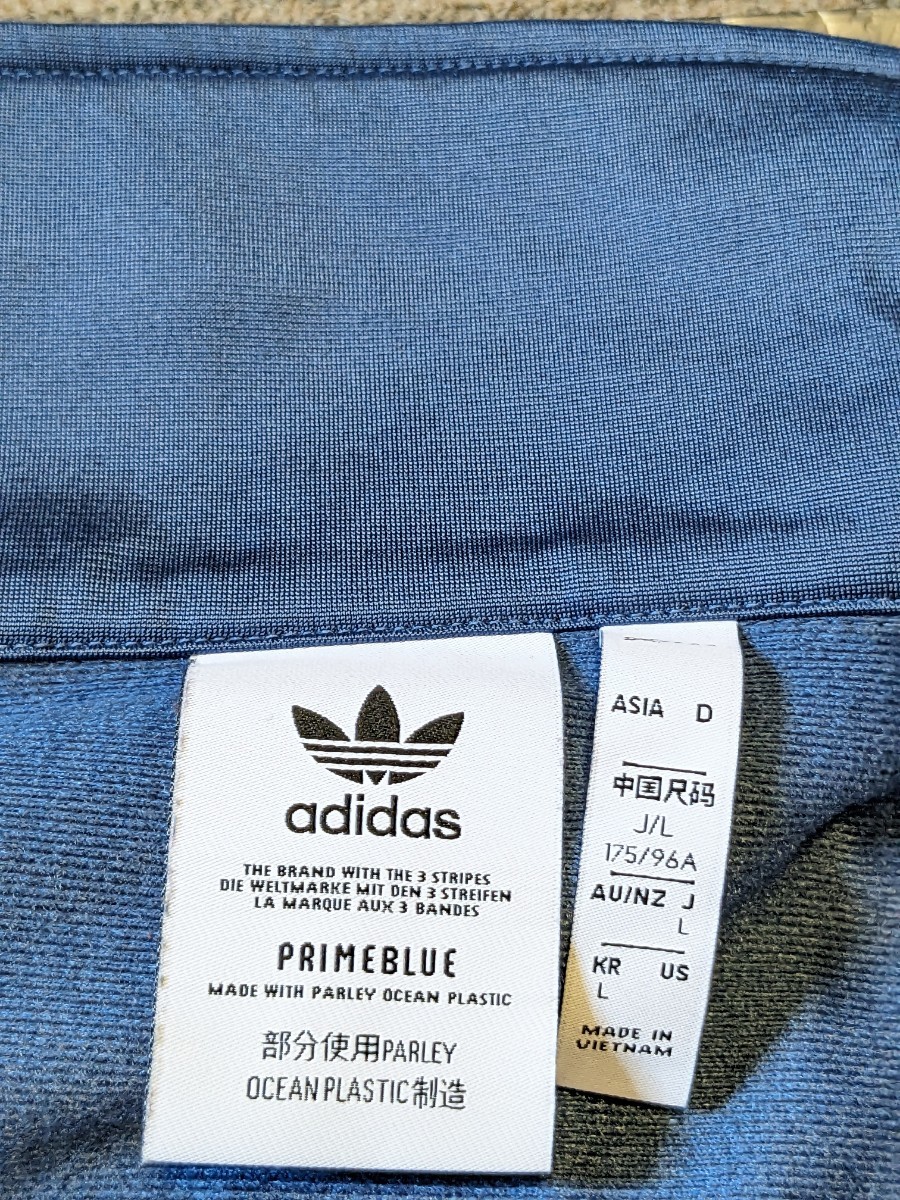 adidas
THE BRAND WITH THE 3 STRIPES
DIE WELTMARKE MIT DEN 3 STREIFEN
LA MARQUE AUX 3 BANDES
PRIMEBLUE
MADE WITH PARLEY OCEAN PLASTIC
部分使用PARLEY
OCEAN PLASTIC制造
ASIA D
中国尺码
J/L
175/96A
AU/NZ J
L
KR US
L
MADE IN
VIETNAM